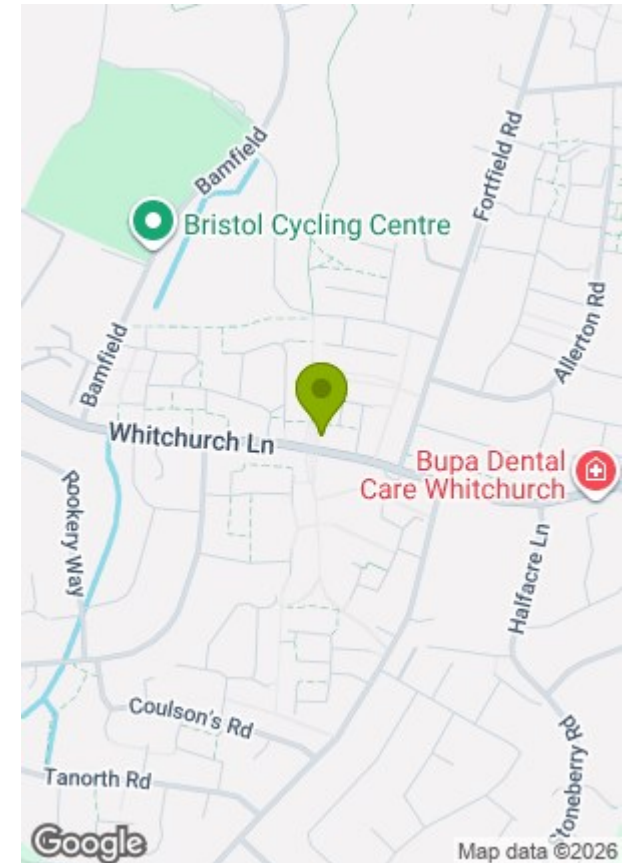 Bamfield
Fortfield Rd
Bristol Cycling Centre
Allerton Rd
Bamfield
Whitchurch Ln
Bupa Dental
Care Whitchurch
Rookery Way
Halfacre Ln
Coulson's Rd
Stoneberry Rd
Tanorth Rd
Google
Map data ©2026